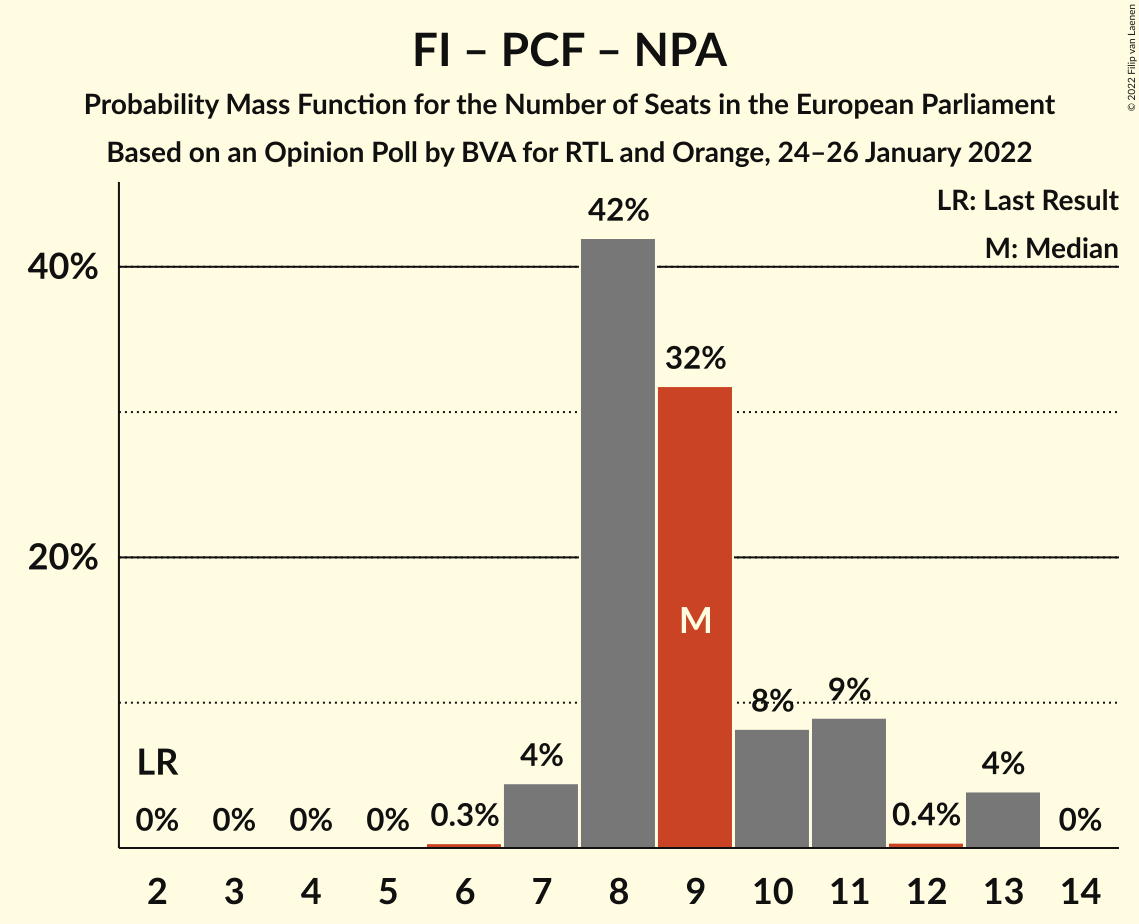 FI – PCF – NPA
Probability Mass Function for the Number of Seats in the European Parliament
Based on an Opinion Poll by BVA for RTL and Orange, 24–26 January 2022
© 2022 Filip van Laenen
LR: Last Result
M: Median
40%
20%
42%
32%
M
8%
9%
LR
4%
4%
0%
0%
0%
0%
0.3%
0.4%
0%
2 3 4 5 6 7 8 9 10 11 12 13 14